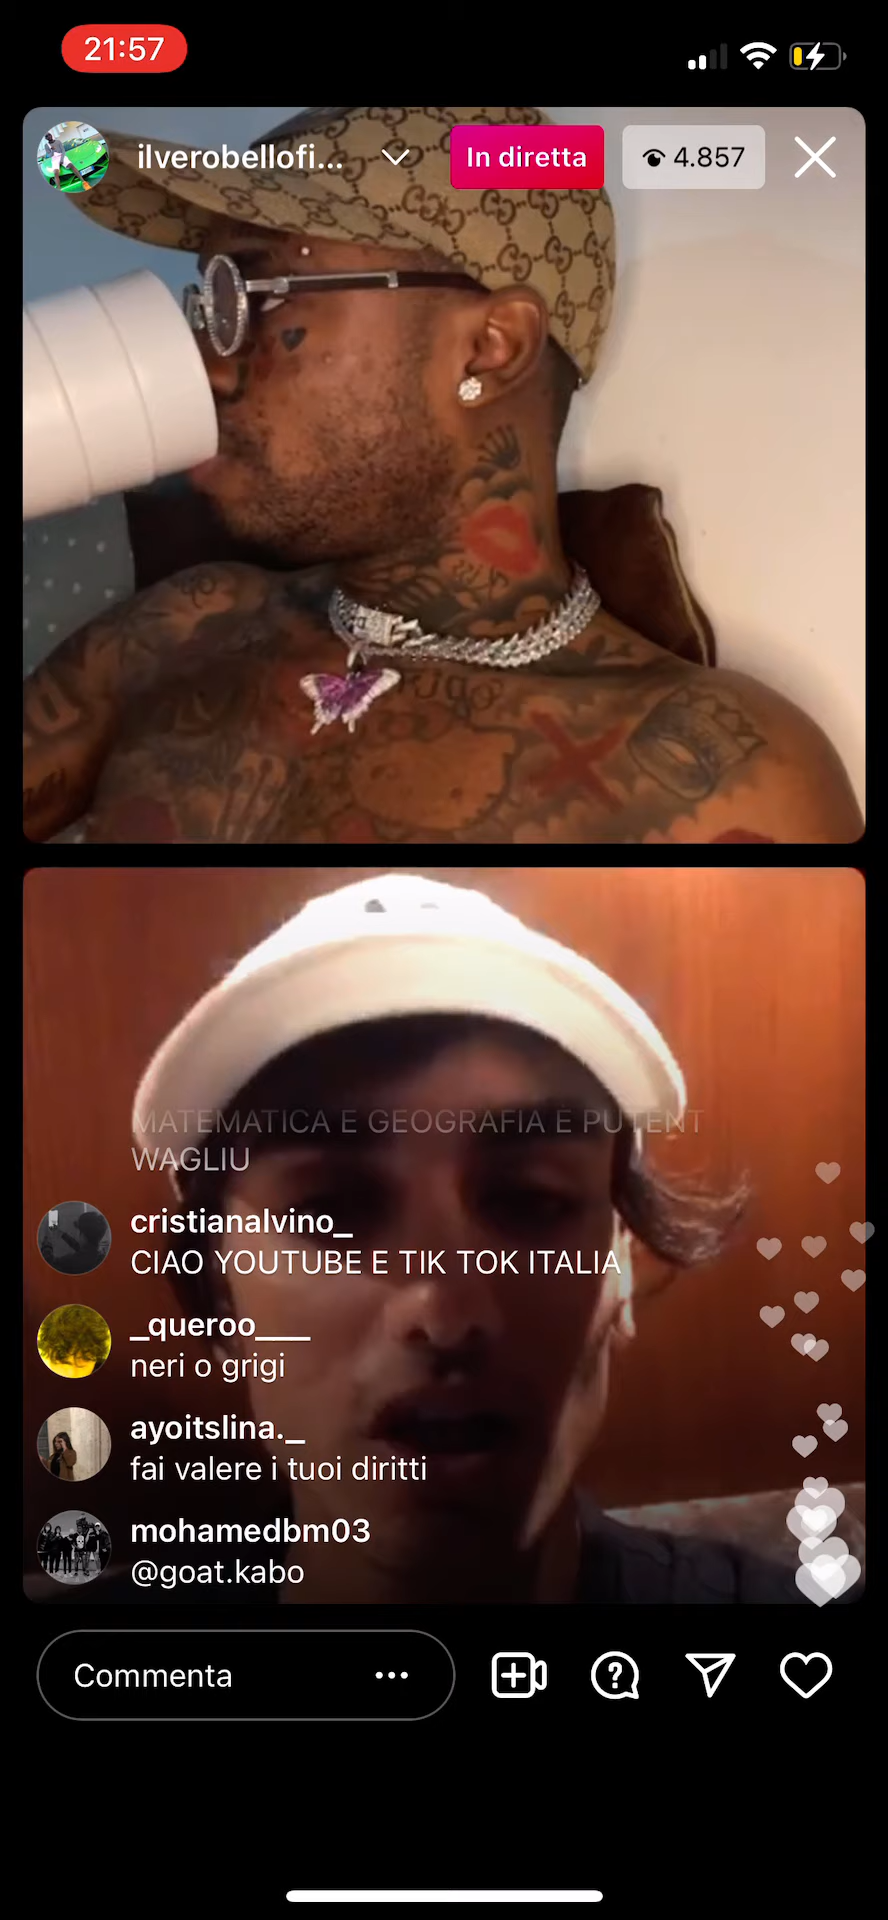 21:57
ilverobellofi...
In diretta
4.857
MATEMATICA E GEOGRAFIA E PUTENT
WAGLIU
cristianalvino_
CIAO YOUTUBE E TIK TOK ITALIA
_queroo___
neri o grigi
ayoitslina._
fai valere i tuoi diritti
mohamedbm03
@goat.kabo
Commenta